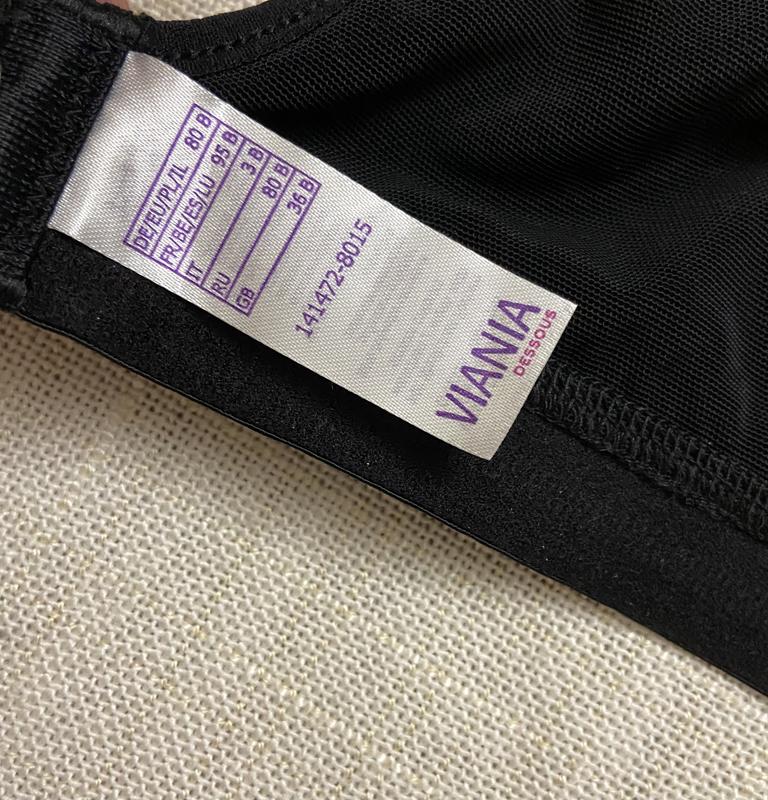 DE/EU/PL/IL 80 B
FR/BE/ES/LU 95 B
IT 3 B
RU 80 B
GB 36 B
141472-8015
VIANIA
DESSOUS